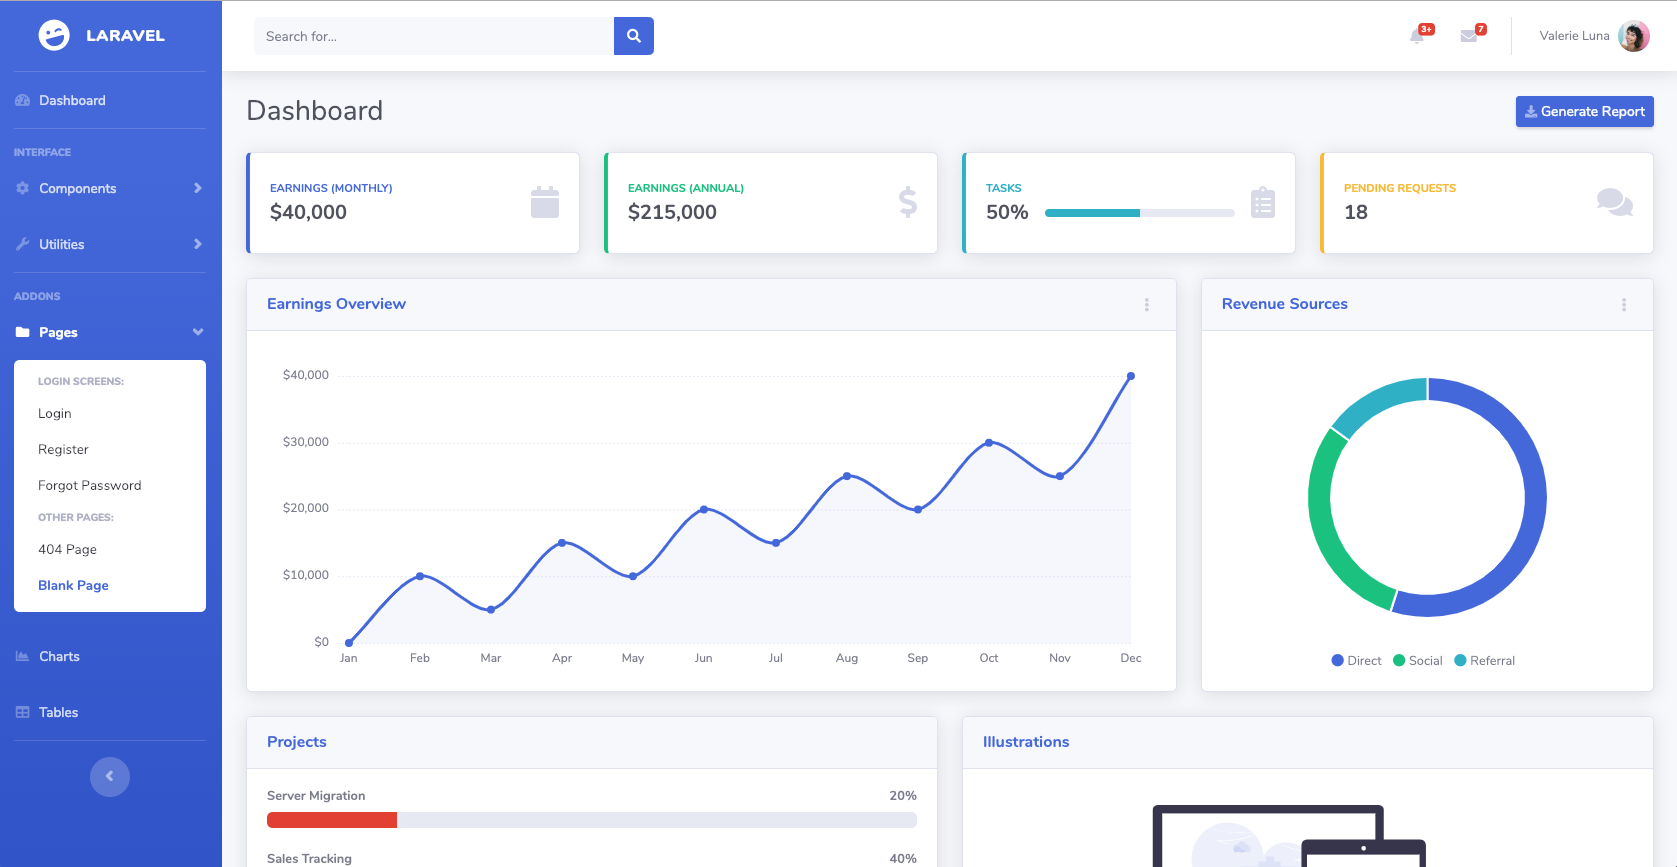 LARAVEL
Dashboard
INTERFACE
Components
Utilities
ADDONS
Pages
LOGIN SCREENS:
Login
Register
Forgot Password
OTHER PAGES:
404 Page
Blank Page
Charts
Tables
Search for...
3+
7
Valerie Luna
Dashboard
Generate Report
EARNINGS (MONTHLY)
$40,000
EARNINGS (ANNUAL)
$215,000
TASKS
50%
PENDING REQUESTS
18
Earnings Overview
$40,000
$30,000
$20,000
$10,000
$0
Jan Feb Mar Apr May Jun Jul Aug Sep Oct Nov Dec
Revenue Sources
Direct Social Referral
Projects
Server Migration 20%
Sales Tracking 40%
Illustrations